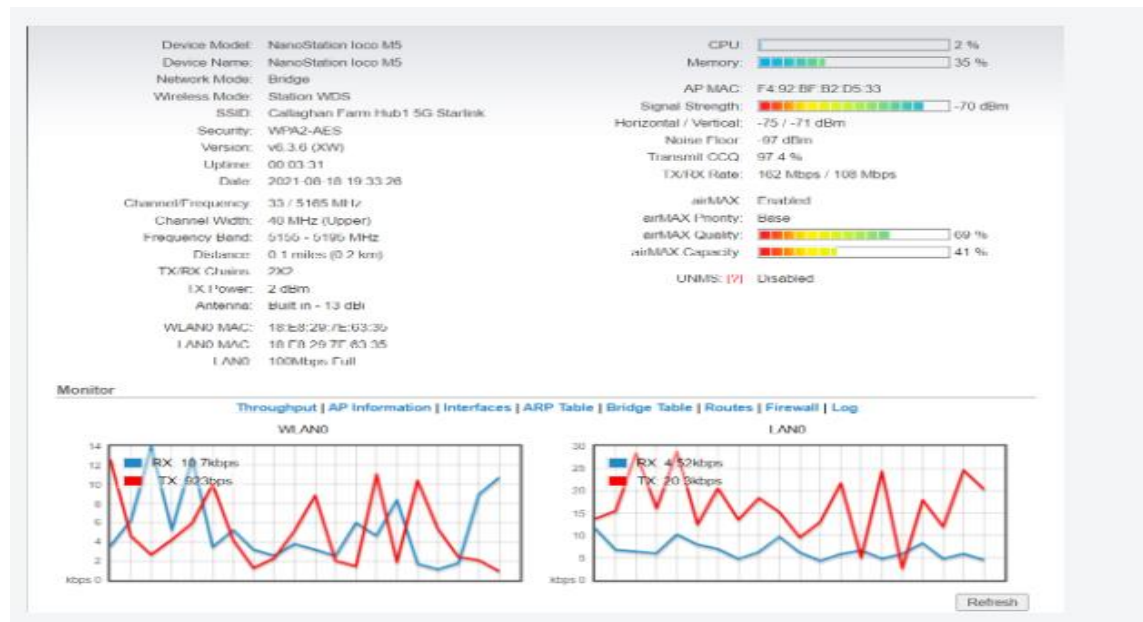 Device Model: NanoStation loco M5
Device Name: NanoStation loco M5
Network Mode: Bridge
Wireless Mode: Station WDS
SSID: Callaghan Farm Hub1 5G Starlink
Security: WPA2-AES
Version: v6.3.6 (XW)
Uptime: 00:03:31
Date: 2021-06-18 19:33:26
Channel/Frequency: 33 / 5165 MHz
Channel Width: 40 MHz (Upper)
Frequency Band: 5155 - 5195 MHz
Distance: 0.1 miles (0.2 km)
TX/RX Chains: 2X2
TX Power: 2 dBm
Antenna: Built in - 13 dBi
WLAN0 MAC: 18:E8:29:7E:63:35
LAN0 MAC: 18:E8:29:7F:63:35
LAN0: 100Mbps-Full
CPU: 2 %
Memory: 35 %
AP MAC: F4:92:BF:B2:D5:33
Signal Strength: -70 dBm
Horizontal / Vertical: -75 / -71 dBm
Noise Floor: -97 dBm
Transmit CCQ: 97.4 %
TX/RX Rate: 162 Mbps / 108 Mbps
airMAX: Enabled
airMAX Priority: Base
airMAX Quality: 69 %
airMAX Capacity: 41 %
UNMS: [?] Disabled
Monitor
Throughput | AP Information | Interfaces | ARP Table | Bridge Table | Routes | Firewall | Log
WLAN0
14
12
10
8
6
4
2
kbps 0
RX: 10.7kbps
TX: 923bps
LAN0
30
25
20
15
10
5
kbps 0
RX: 4.52kbps
TX: 20.3kbps
Refresh